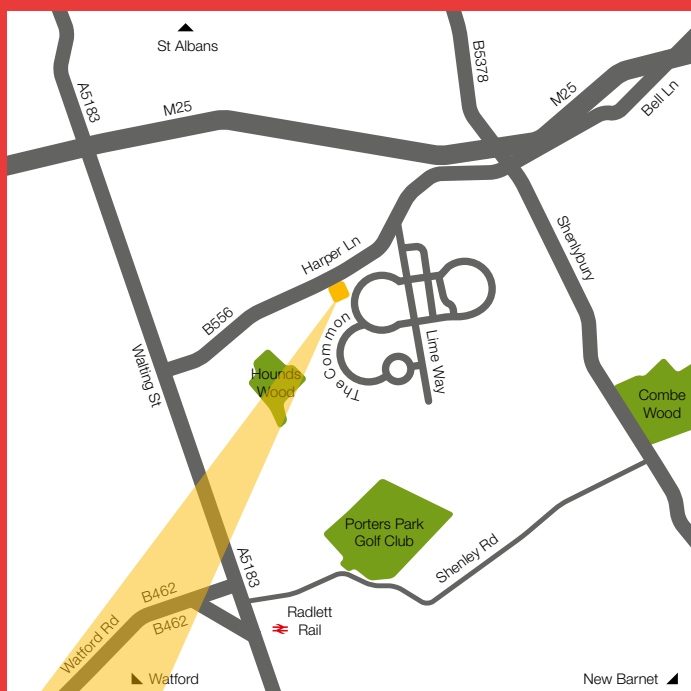 St Albans
B5378
A5183
M25
M25
Bell Ln
Shenlybury
Harper Ln
B556
The Common
Lime Way
Watling St
Hounds
Wood
Combe
Wood
Porters Park
Golf Club
A5183
Shenley Rd
B462
B462
Watford Rd
Radlett
Rail
Watford
New Barnet